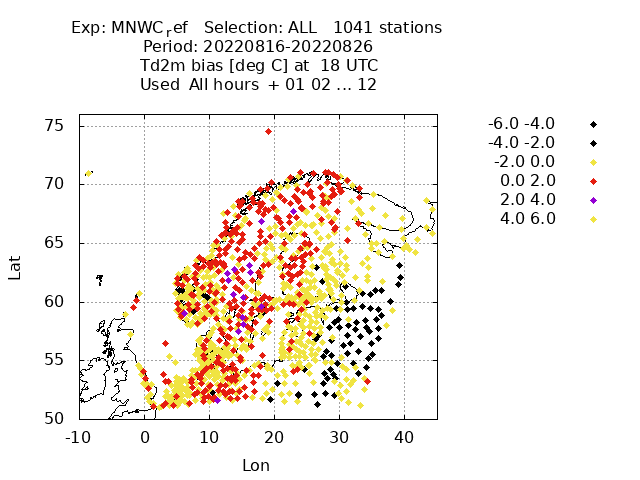 Exp: MNWC_ref   Selection: ALL   1041 stations
Period: 20220816-20220826
Td2m bias [deg C] at  18 UTC
Used  All hours  + 01 02 ... 12
-6.0 -4.0
-4.0 -2.0
-2.0 0.0
0.0 2.0
2.0 4.0
4.0 6.0
75
70
65
60
55
50
Lat
-10 0 10 20 30 40
Lon